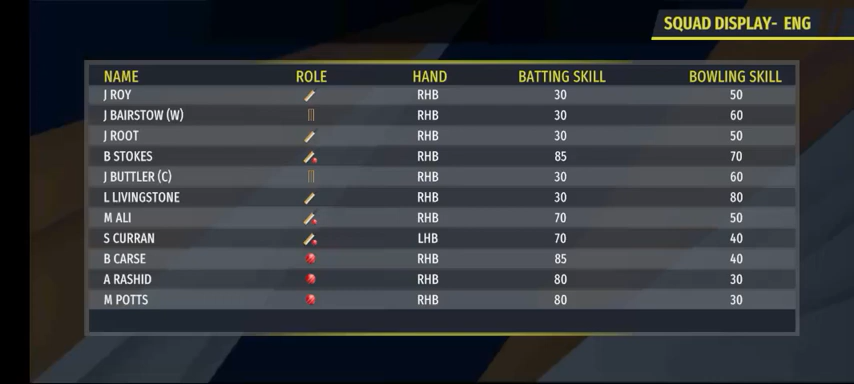 SQUAD DISPLAY- ENG
NAME ROLE HAND BATTING SKILL BOWLING SKILL
J ROY RHB 30 50
J BAIRSTOW (W) RHB 30 60
J ROOT RHB 30 50
B STOKES RHB 85 70
J BUTTLER (C) RHB 30 60
L LIVINGSTONE RHB 30 80
M ALI RHB 70 50
S CURRAN LHB 70 40
B CARSE RHB 85 40
A RASHID RHB 80 30
M POTTS RHB 80 30